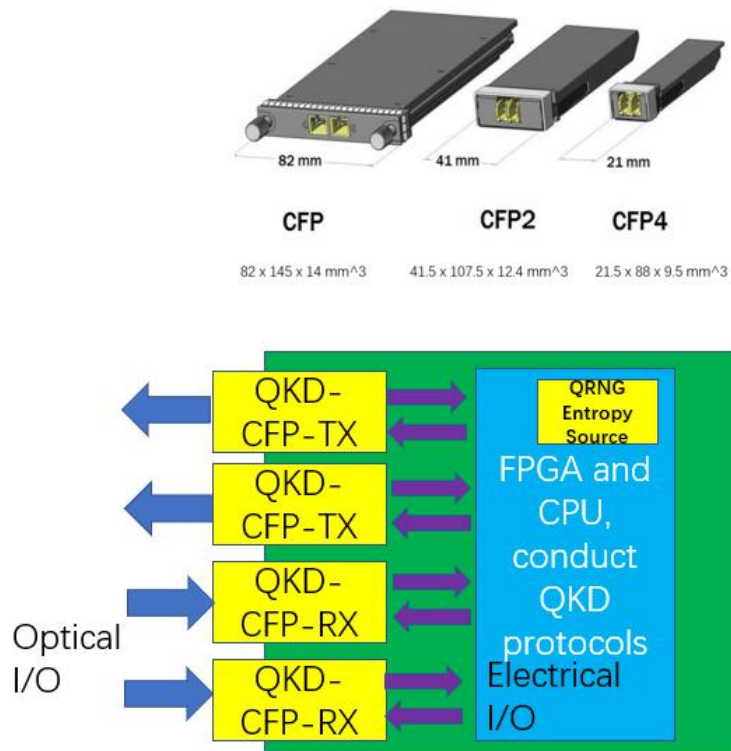 82 mm
41 mm
21 mm
CFP
CFP2
CFP4
82 x 145 x 14 mm^3
41.5 x 107.5 x 12.4 mm^3
21.5 x 88 x 9.5 mm^3
QKD-
CFP-TX
QKD-
CFP-TX
QKD-
CFP-RX
QKD-
CFP-RX
Optical
I/O
QRNG
Entropy
Source
FPGA and
CPU,
conduct
QKD
protocols
Electrical
I/O